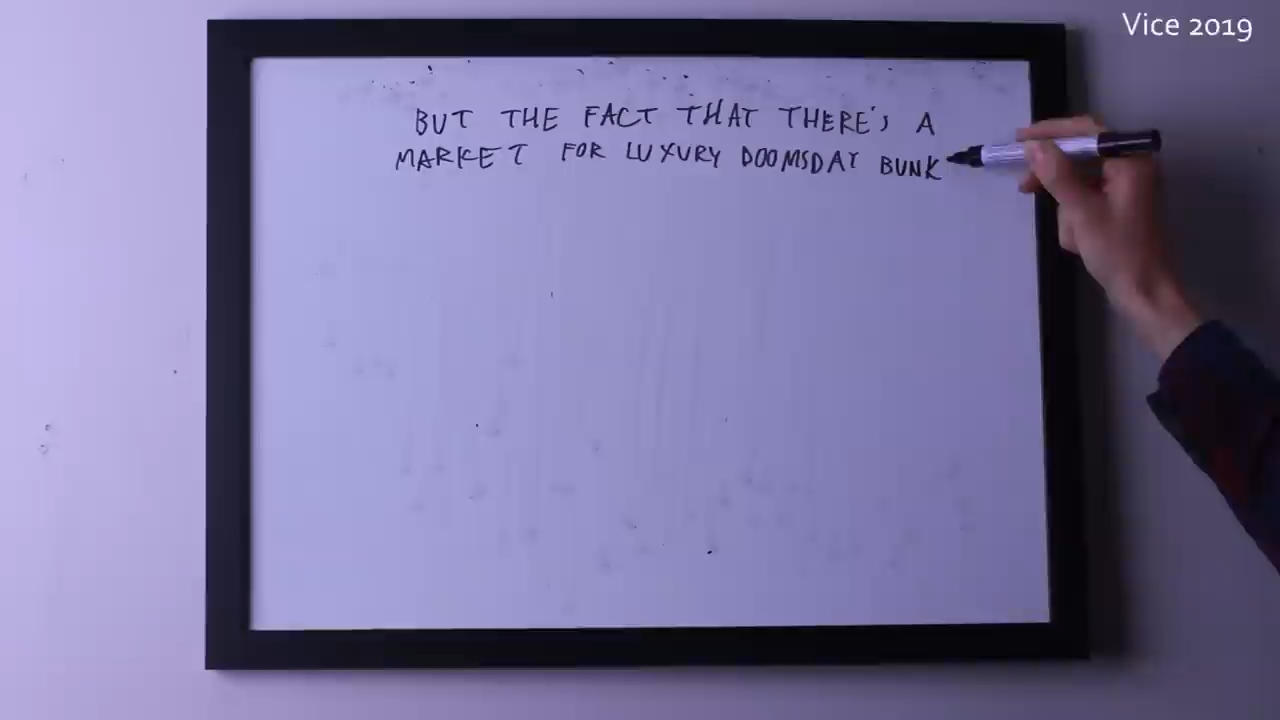 Vice 2019
BUT THE FACT THAT THERE'S A
MARKET FOR LUXURY DOOMSDAY BUNK